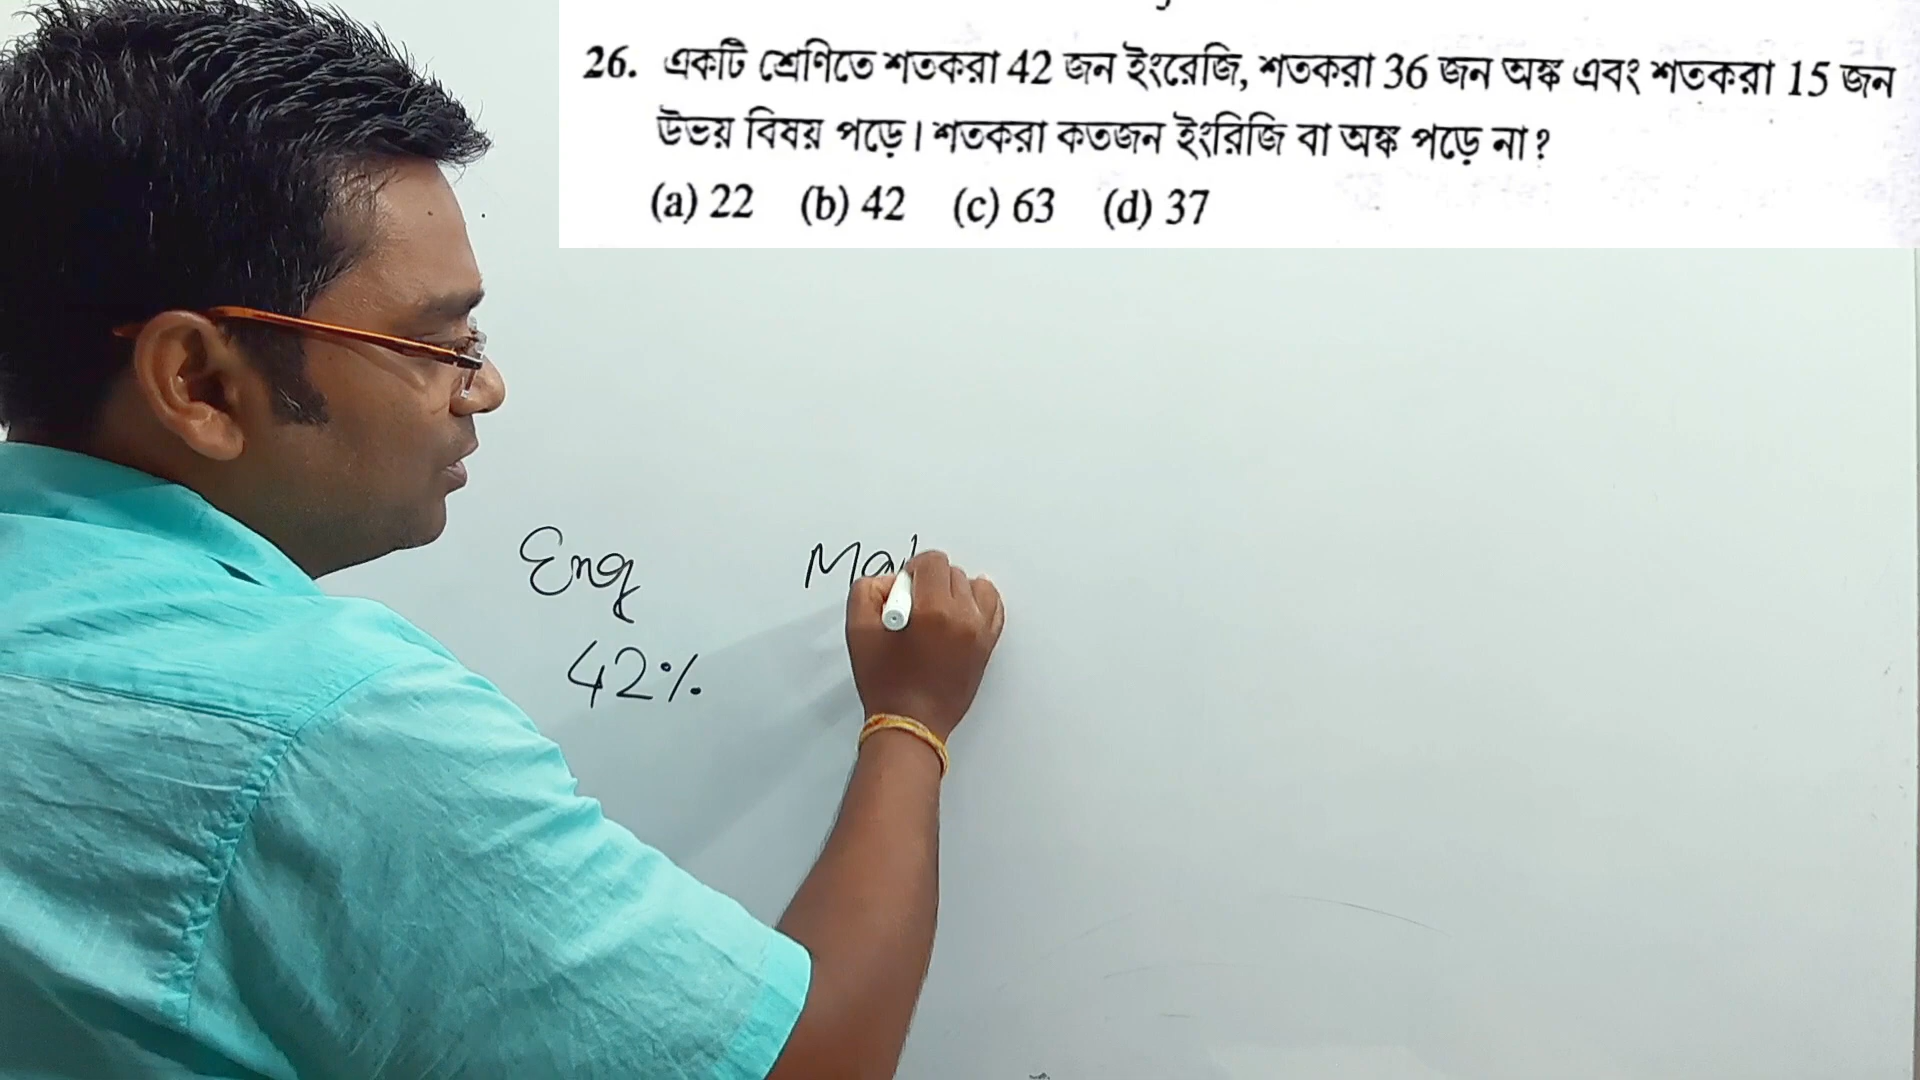 26. একটি শ্রেণিতে শতকরা 42 জন ইংরেজি, শতকরা 36 জন অঙ্ক এবং শতকরা 15 জন
উভয় বিষয় পড়ে। শতকরা কতজন ইংরিজি বা অঙ্ক পড়ে না?
(a) 22 (b) 42 (c) 63 (d) 37
Eng
42%